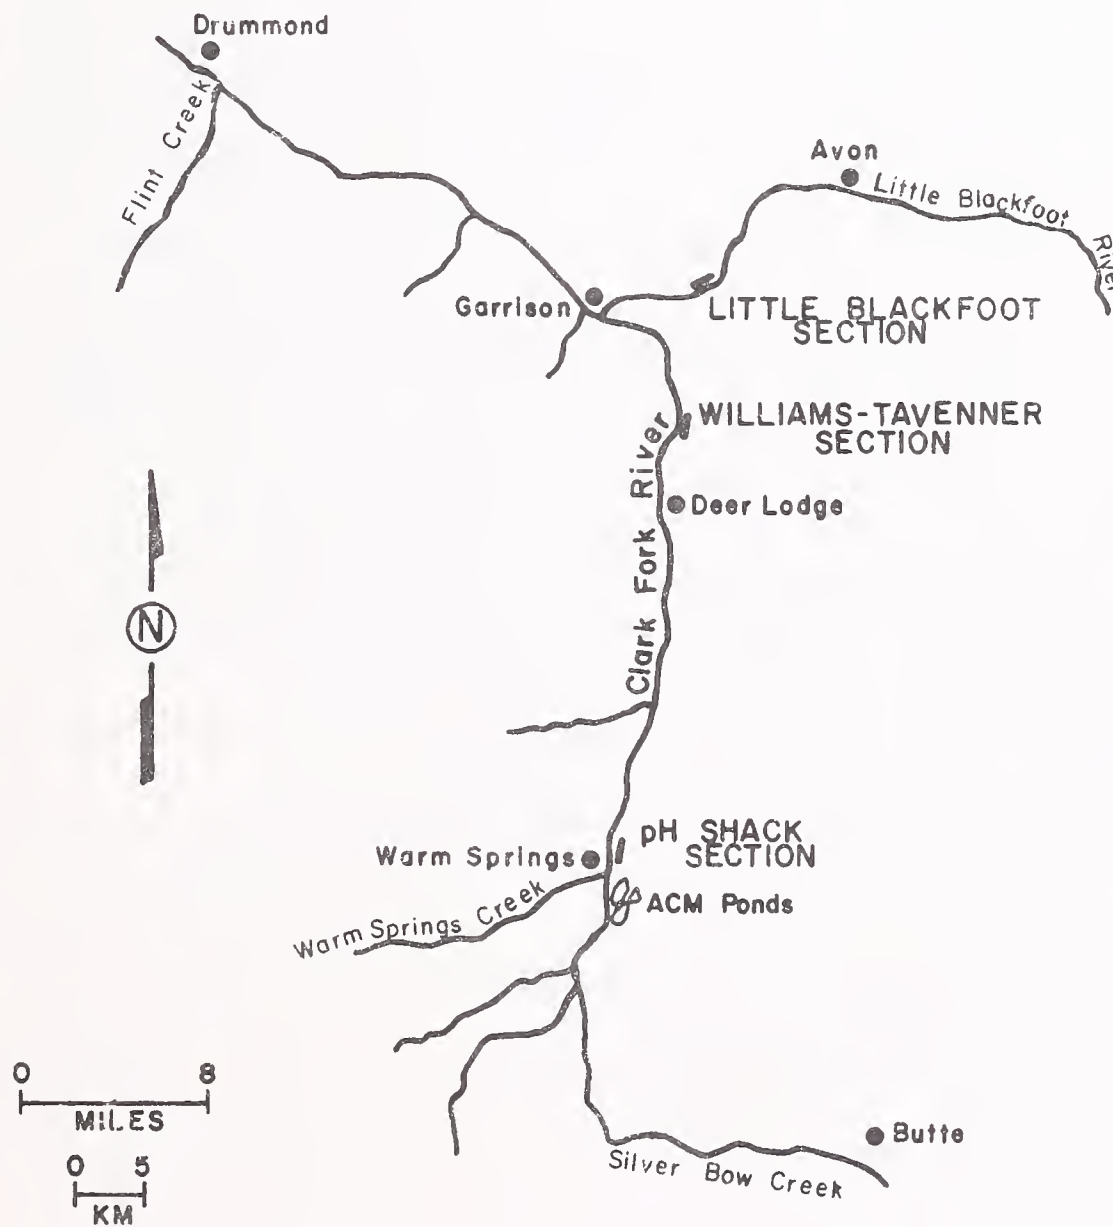 Drummond
Flint Creek
Avon
Little Blackfoot River
Garrison
LITTLE BLACKFOOT
SECTION
WILLIAMS-TAVENNER
SECTION
Clark Fork River
Deer Lodge
N
pH SHACK
SECTION
Warm Springs
Warm Springs Creek
ACM Ponds
0 8
MILES
0 5
KM
Butte
Silver Bow Creek